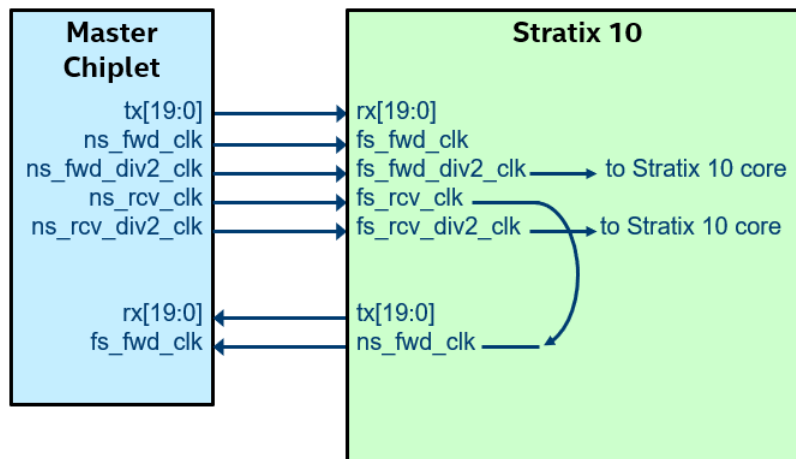 Master
Chiplet
Stratix 10
tx[19:0]
rx[19:0]
ns_fwd_clk
fs_fwd_clk
ns_fwd_div2_clk
fs_fwd_div2_clk
to Stratix 10 core
ns_rcv_clk
fs_rcv_clk
ns_rcv_div2_clk
fs_rcv_div2_clk
to Stratix 10 core
rx[19:0]
tx[19:0]
fs_fwd_clk
ns_fwd_clk